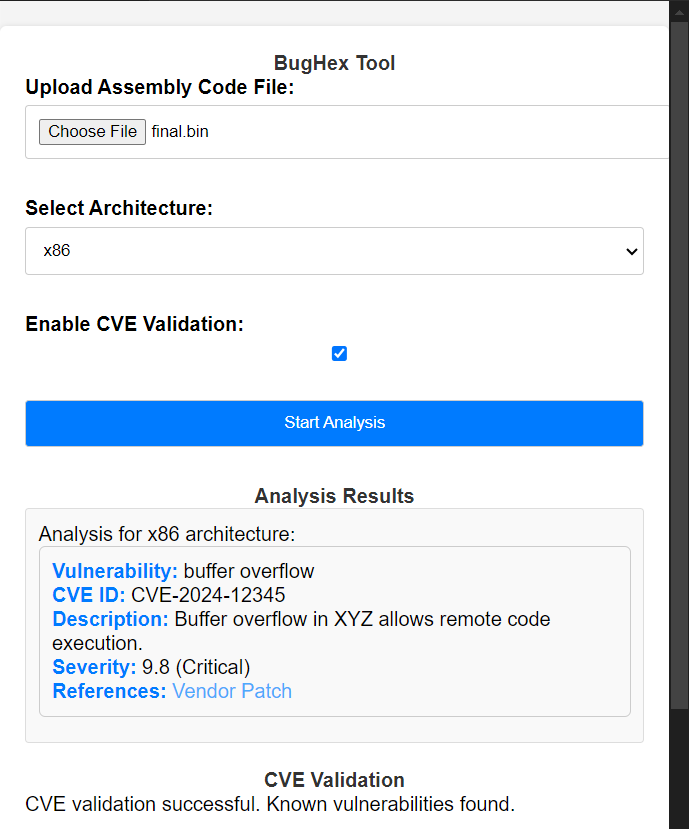 BugHex Tool
Upload Assembly Code File:
Choose File final.bin
Select Architecture:
x86
Enable CVE Validation:
Start Analysis
Analysis Results
Analysis for x86 architecture:
Vulnerability: buffer overflow
CVE ID: CVE-2024-12345
Description: Buffer overflow in XYZ allows remote code
execution.
Severity: 9.8 (Critical)
References: Vendor Patch
CVE Validation
CVE validation successful. Known vulnerabilities found.